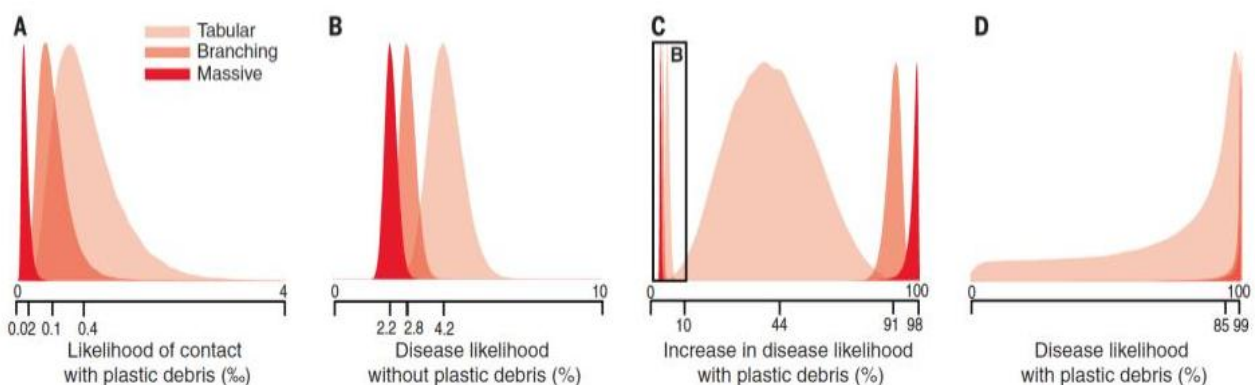 A
Tabular
Branching
Massive
0 4
0.02 0.1 0.4
Likelihood of contact
with plastic debris (‰)
B
0 10
2.2 2.8 4.2
Disease likelihood
without plastic debris (%)
C
B
0 100
10 44 91 98
Increase in disease likelihood
with plastic debris (%)
D
0 100
85 99
Disease likelihood
with plastic debris (%)